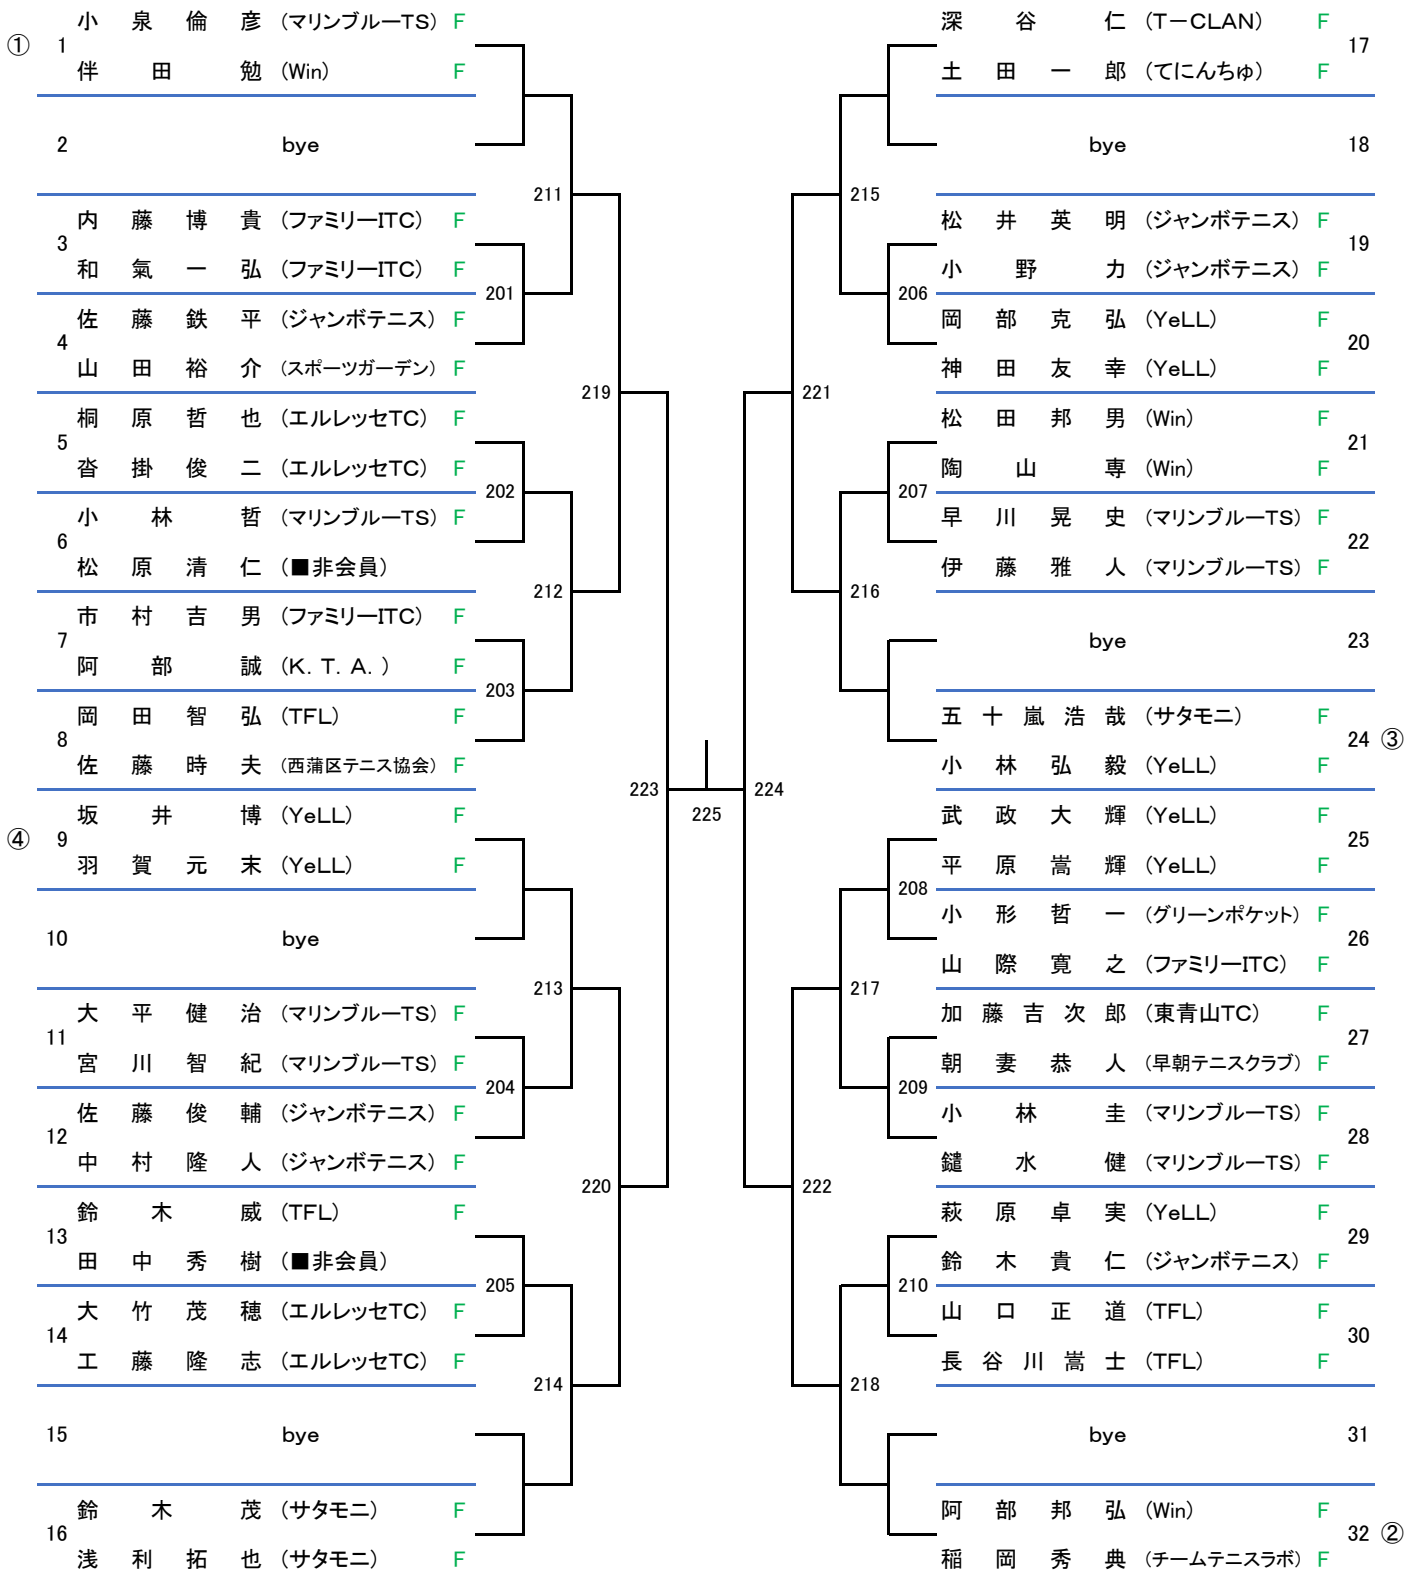 ① 1 小泉倫彦 (マリンブルーTS) F
伴田勉 (Win) F
2 bye
211
3 内藤博貴 (ファミリーITC) F
和氣一弘 (ファミリーITC) F
201
4 佐藤鉄平 (ジャンボテニス) F
山田裕介 (スポーツガーデン) F
219
5 桐原哲也 (エルレッセTC) F
沓掛俊二 (エルレッセTC) F
202
6 小林哲 (マリンブルーTS) F
松原清仁 (■非会員)
212
7 市村吉男 (ファミリーITC) F
阿部誠 (K.T.A.) F
203
8 岡田智弘 (TFL) F
佐藤時夫 (西蒲区テニス協会) F
223
④ 9 坂井博 (YeLL) F
羽賀元末 (YeLL) F
10 bye
213
11 大平健治 (マリンブルーTS) F
宮川智紀 (マリンブルーTS) F
204
12 佐藤俊輔 (ジャンボテニス) F
中村隆人 (ジャンボテニス) F
220
13 鈴木威 (TFL) F
田中秀樹 (■非会員)
205
14 大竹茂穂 (エルレッセTC) F
工藤隆志 (エルレッセTC) F
214
15 bye
16 鈴木茂 (サタモニ) F
浅利拓也 (サタモニ) F
225
深谷仁 (T-CLAN) F 17
土田一郎 (てにんちゅ) F
bye 18
215
松井英明 (ジャンボテニス) F 19
小野力 (ジャンボテニス) F
206
岡部克弘 (YeLL) F 20
神田友幸 (YeLL) F
221
松田邦男 (Win) F 21
陶山専 (Win) F
207
早川晃史 (マリンブルーTS) F 22
伊藤雅人 (マリンブルーTS) F
216
bye 23
五十嵐浩哉 (サタモニ) F 24 ③
小林弘毅 (YeLL) F
224
武政大輝 (YeLL) F 25
平原嵩輝 (YeLL) F
208
小形哲一 (グリーンポケット) F 26
山際寛之 (ファミリーITC) F
217
加藤吉次郎 (東青山TC) F 27
朝妻恭人 (早朝テニスクラブ) F
209
小林圭 (マリンブルーTS) F 28
鑓水健 (マリンブルーTS) F
222
萩原卓実 (YeLL) F 29
鈴木貴仁 (ジャンボテニス) F
210
山口正道 (TFL) F 30
長谷川嵩士 (TFL) F
218
bye 31
阿部邦弘 (Win) F 32 ②
稲岡秀典 (チームテニスラボ) F